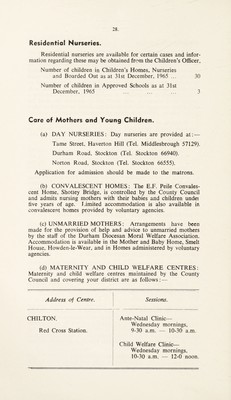 28.
Residential Nurseries.
Residential nurseries are available for certain cases and infor-
mation regarding these may be obtained from the Children's Officer.
Number of children in Children's Homes, Nurseries
and Boarded Out as at 31st December, 1965 ... 30
Number of children in Approved Schools as at 31st
December, 1965 ... ... ... 3
Care of Mothers and Young Children.
(a) DAY NURSERIES: Day nurseries are provided at:—
Tame Street, Haverton Hill (Tel. Middlesbrough 57129).
Durham Road, Stockton (Tel. Stockton 66940).
Norton Road, Stockton (Tel. Stockton 66555).
Application for admission should be made to the matrons.
(b) CONVALESCENT HOMES: The E.F. Peile Convales-
cent Home, Shotley Bridge, is controlled by the County Council
and admits nursing mothers with their babies and children under
five years of age. Limited accommodation is also available in
convalescent homes provided by voluntary agencies.
(c) UNMARRIED MOTHERS: Arrangements have been
made for the provision of help and advice to unmarried mothers
by the staff of the Durham Diocesan Moral Welfare Association.
Accommodation is available in the Mother and Baby Home, Smelt
House, Howden-le-Wear, and in Homes administered by voluntary
agencies.
(d) MATERNITY AND CHILD WELFARE CENTRES:
Maternity and child welfare centres maintained by the County
Council and covering your district are as follows:—
Address of Centre. Sessions.
CHILTON. Ante-Natal Clinic—
Wednesday mornings,
Red Cross Station. 9-30 a.m. — 10-30 a.m.
Child Welfare Clinic—
Wednesday mornings,
10-30 a.m. — 12-0 noon.